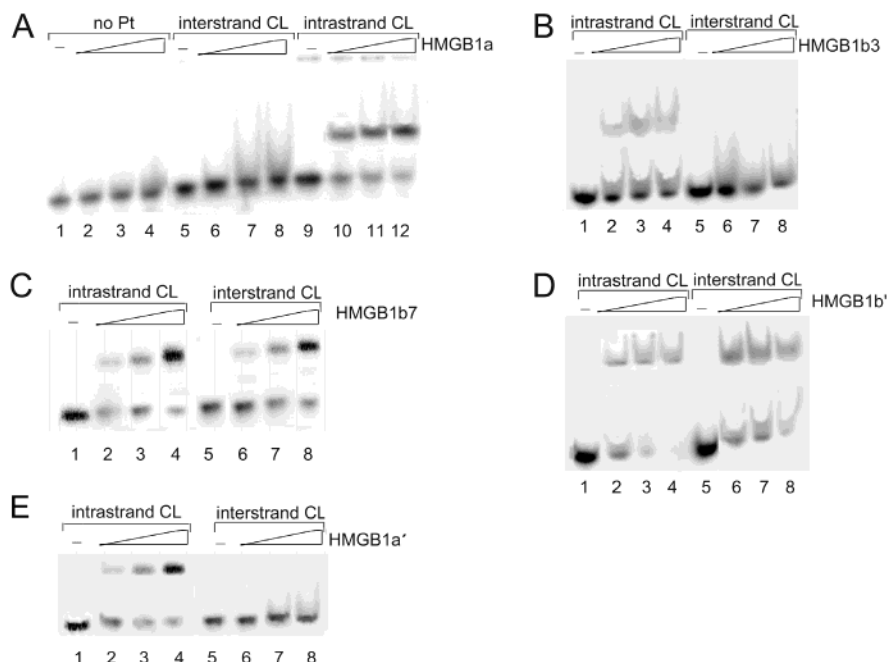 A
no Pt interstrand CL intrastrand CL
– – –
HMGB1a
1 2 3 4 5 6 7 8 9 10 11 12
B
intrastrand CL interstrand CL
– –
HMGB1b3
1 2 3 4 5 6 7 8
C
intrastrand CL interstrand CL
– –
HMGB1b7
1 2 3 4 5 6 7 8
D
intrastrand CL interstrand CL
– –
HMGB1b'
1 2 3 4 5 6 7 8
E
intrastrand CL interstrand CL
– –
HMGB1a′
1 2 3 4 5 6 7 8